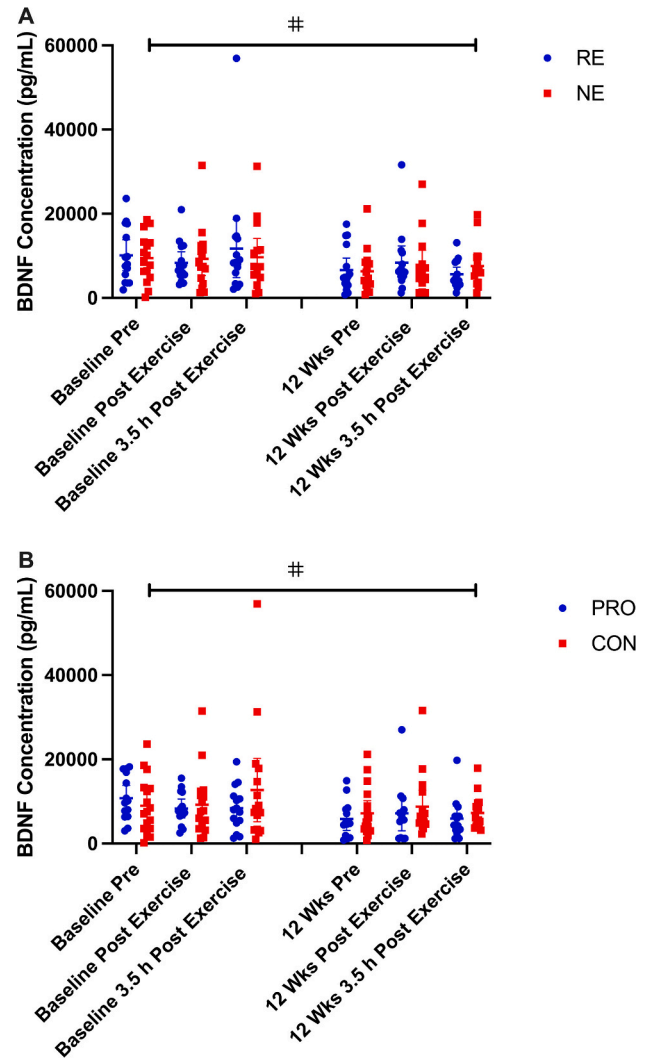 A
#
60000
40000
20000
0
BDNF Concentration (pg/mL)
RE
NE
Baseline Pre
Baseline Post Exercise
Baseline 3.5 h Post Exercise
12 Wks Pre
12 Wks Post Exercise
12 Wks 3.5 h Post Exercise
B
#
60000
40000
20000
0
BDNF Concentration (pg/mL)
PRO
CON
Baseline Pre
Baseline Post Exercise
Baseline 3.5 h Post Exercise
12 Wks Pre
12 Wks Post Exercise
12 Wks 3.5 h Post Exercise